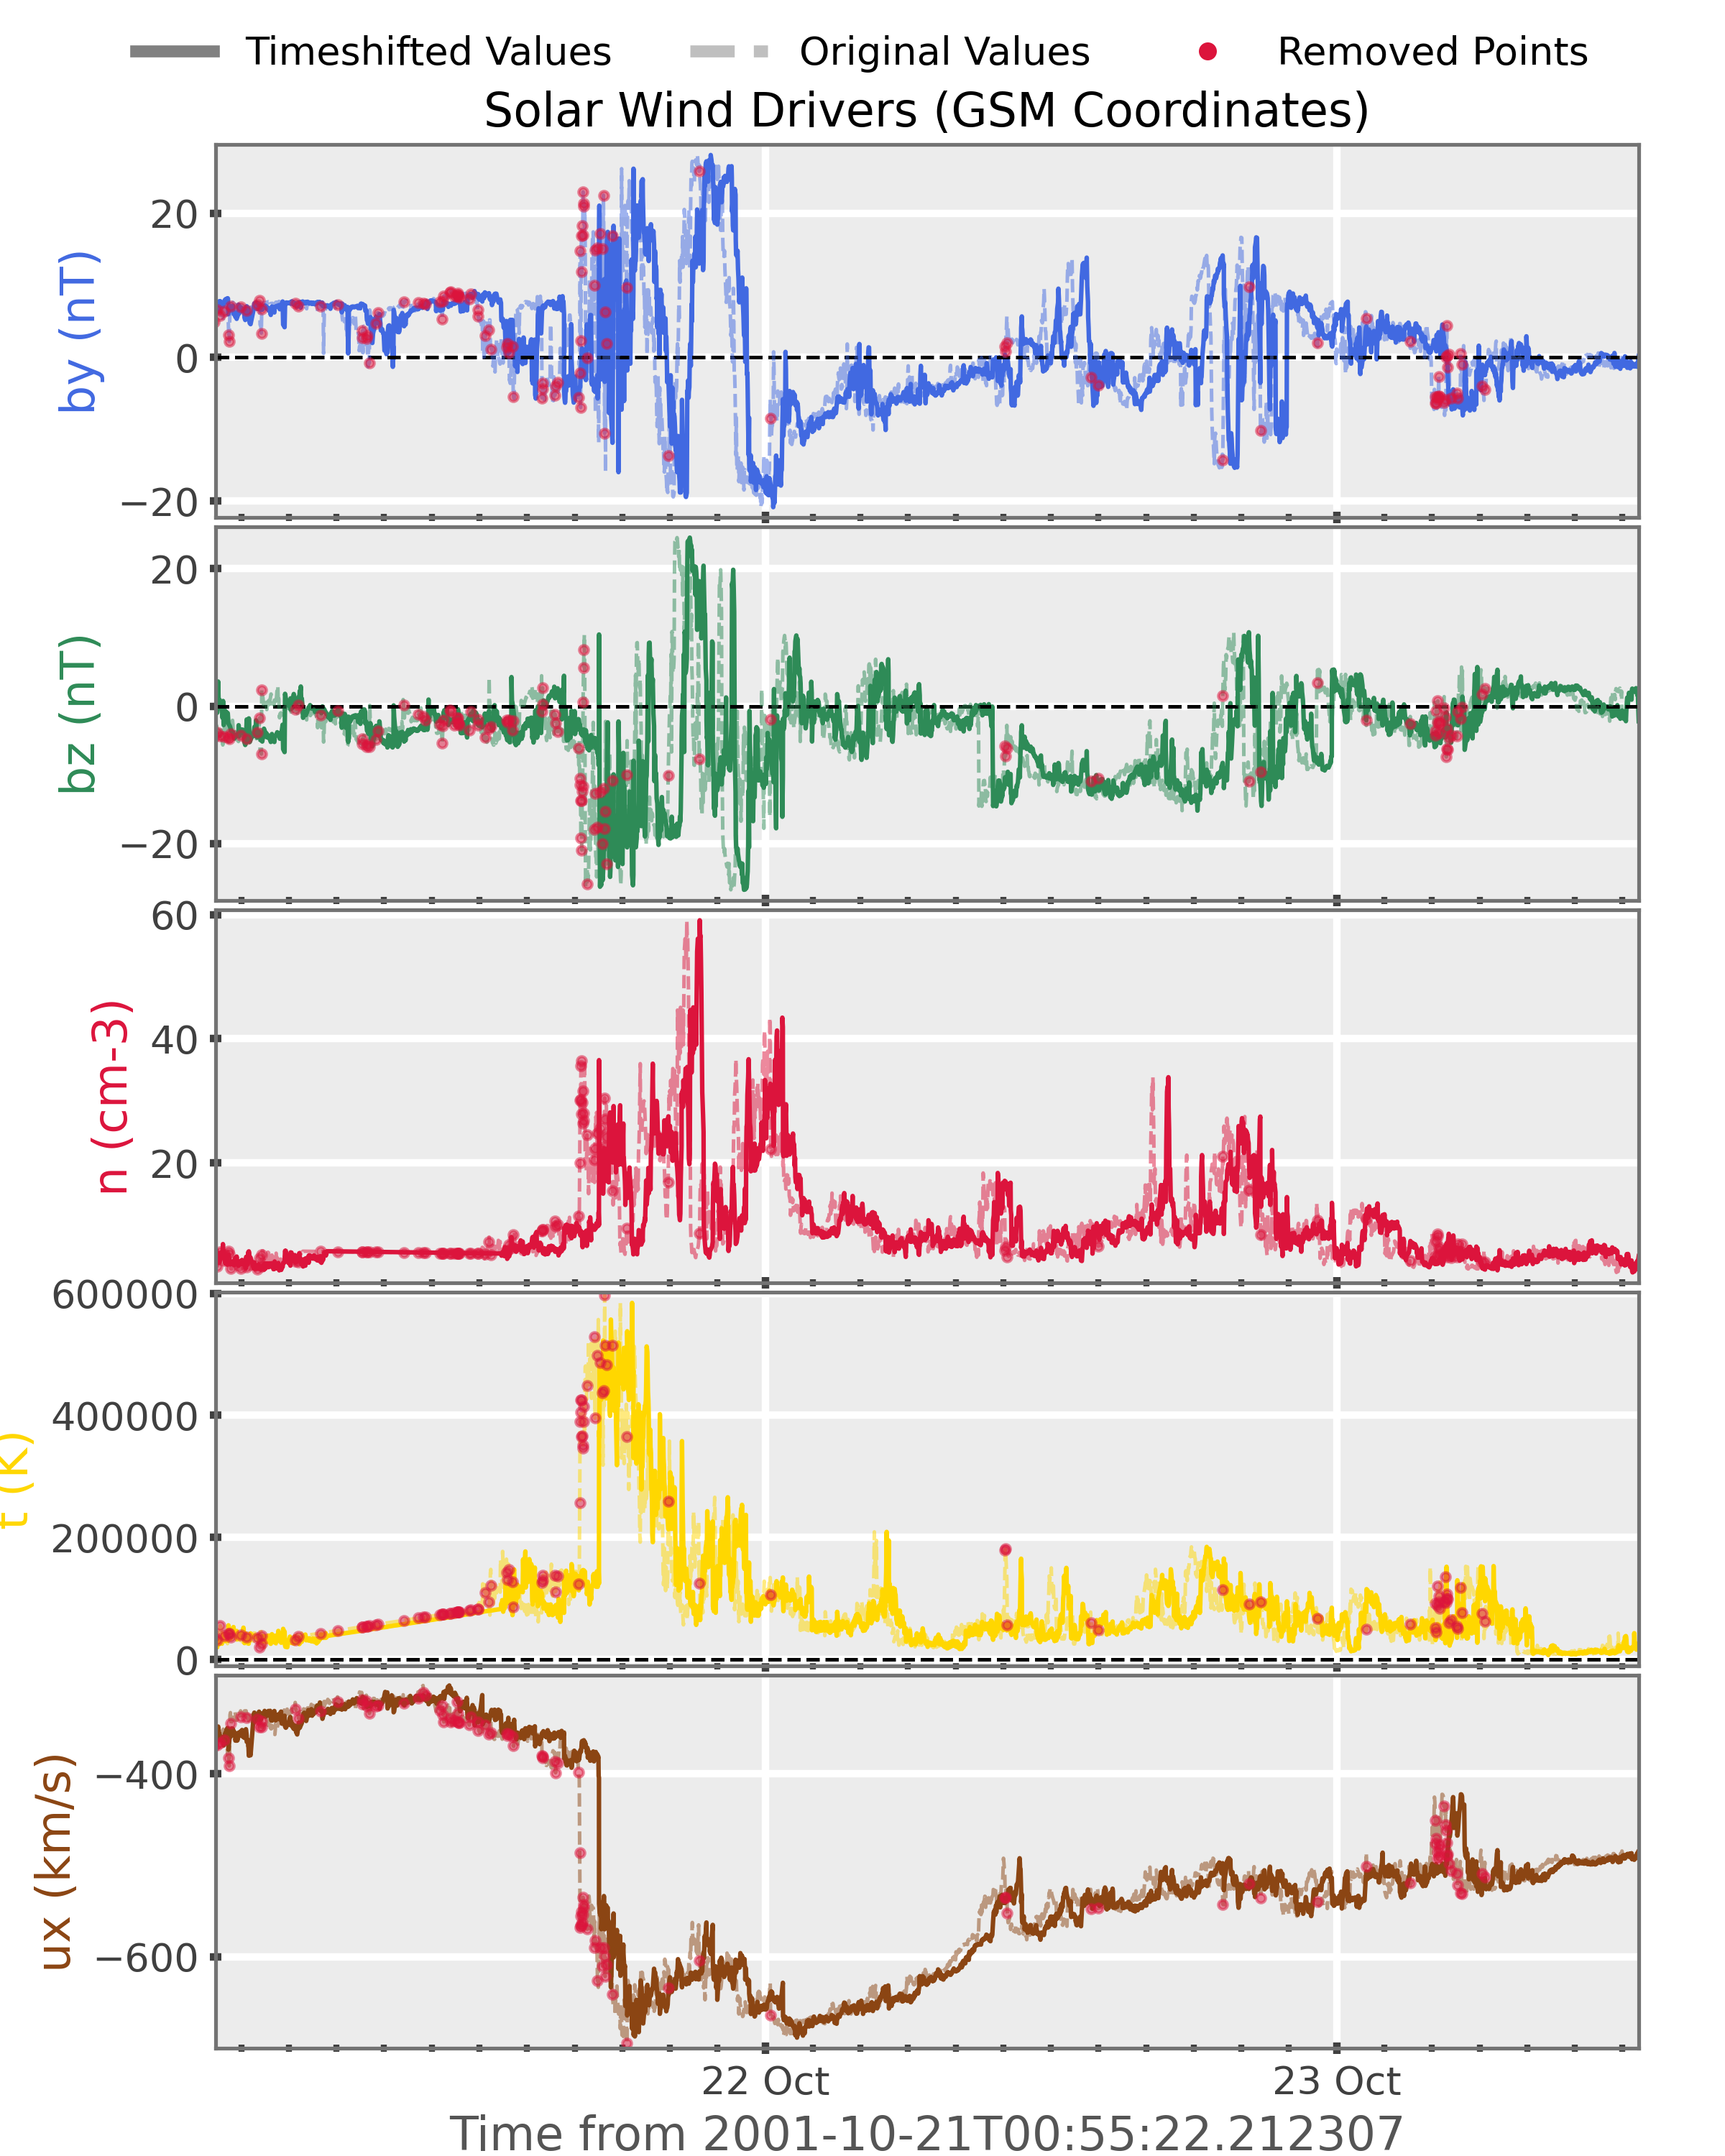 Timeshifted Values Original Values Removed Points
Solar Wind Drivers (GSM Coordinates)
by (nT)
20
0
−20
bz (nT)
20
0
−20
n (cm-3)
60
40
20
t (K)
600000
400000
200000
0
ux (km/s)
−400
−600
22 Oct 23 Oct
Time from 2001-10-21T00:55:22.212307